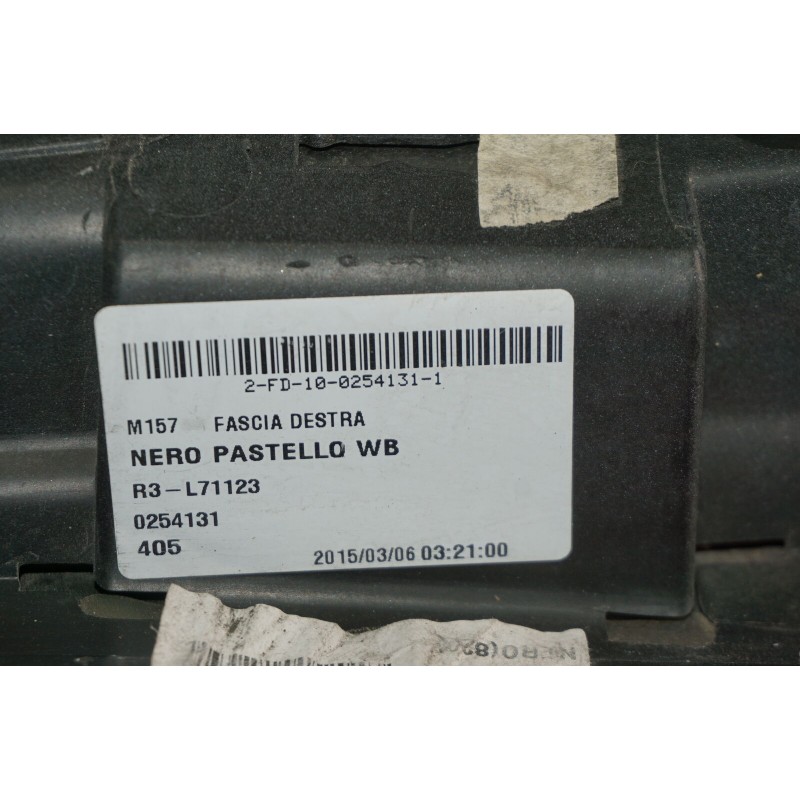 2-FD-10-0254131-1
M157 FASCIA DESTRA
NERO PASTELLO WB
R3-L71123
0254131
405 2015/03/06 03:21:00